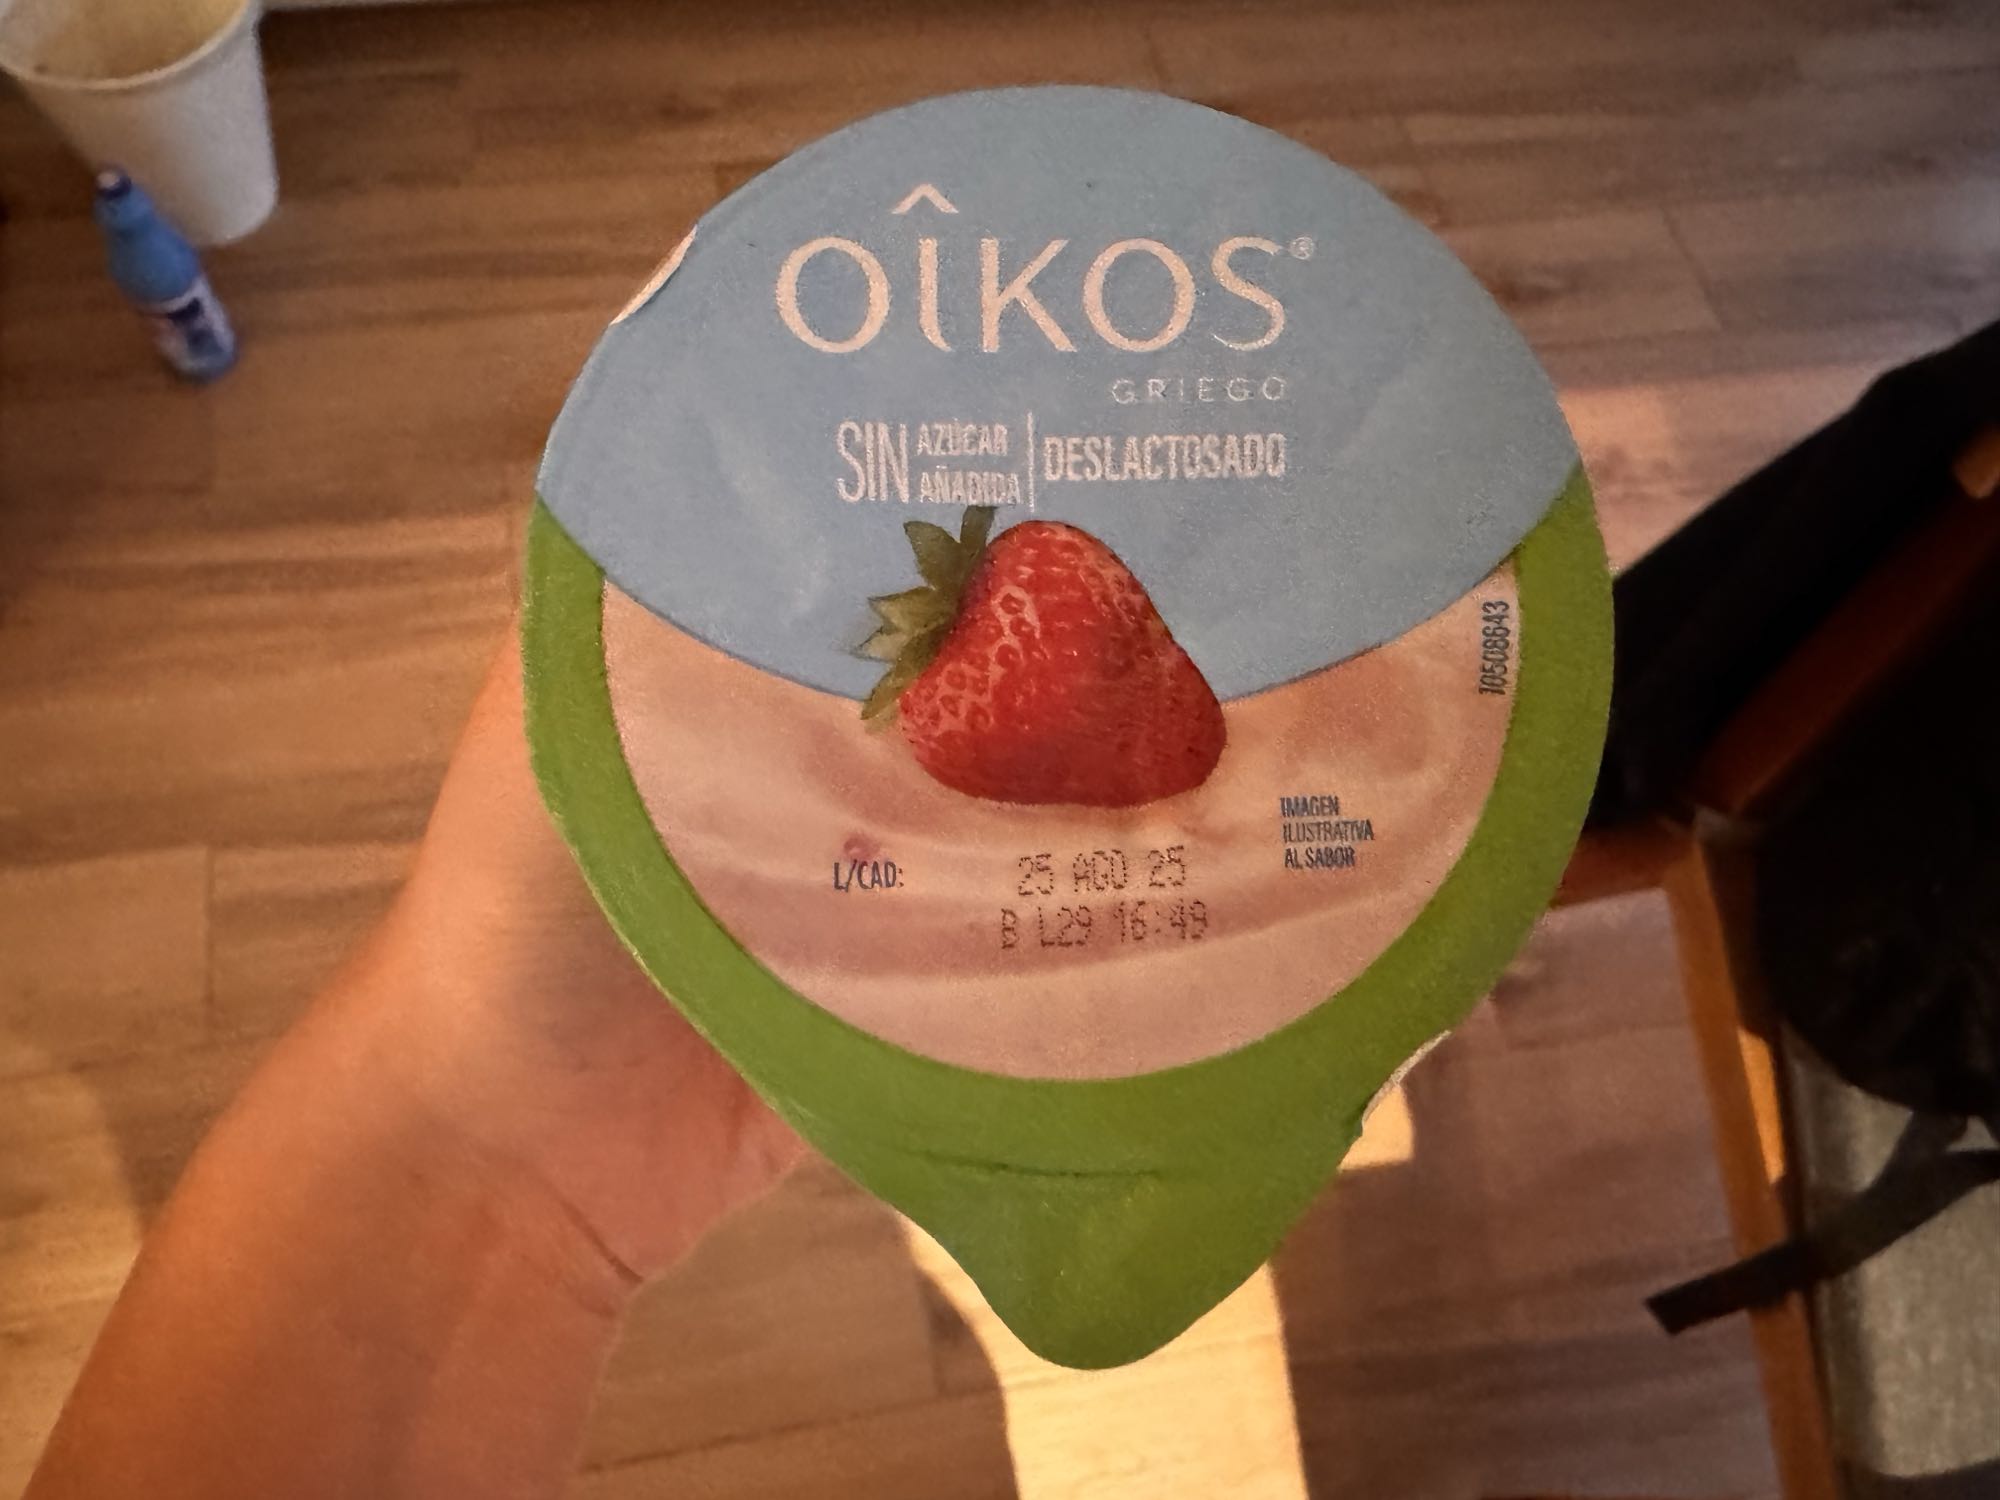 OÎKOS®
GRIEGO
SIN AZÚCAR AÑADIDA | DESLACTOSADO
10508643
IMAGEN
ILUSTRATIVA
AL SABOR
L/CAD: 25 AGO 25
B L29 16:49